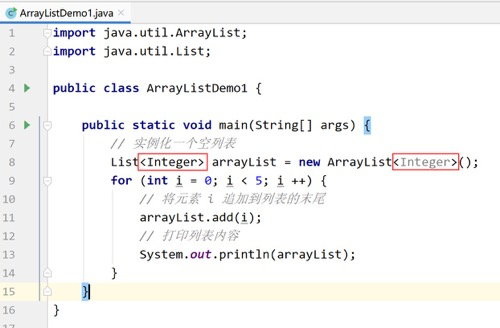 ArrayListDemo1.java ×
1 import java.util.ArrayList;
2 import java.util.List;
3
4 public class ArrayListDemo1 {
5
6 public static void main(String[] args) {
7 // 实例化一个空列表
8 List<Integer> arrayList = new ArrayList<Integer>();
9 for (int i = 0; i < 5; i ++) {
10 // 将元素 i 追加到列表的末尾
11 arrayList.add(i);
12 // 打印列表内容
13 System.out.println(arrayList);
14 }
15 }
16 }